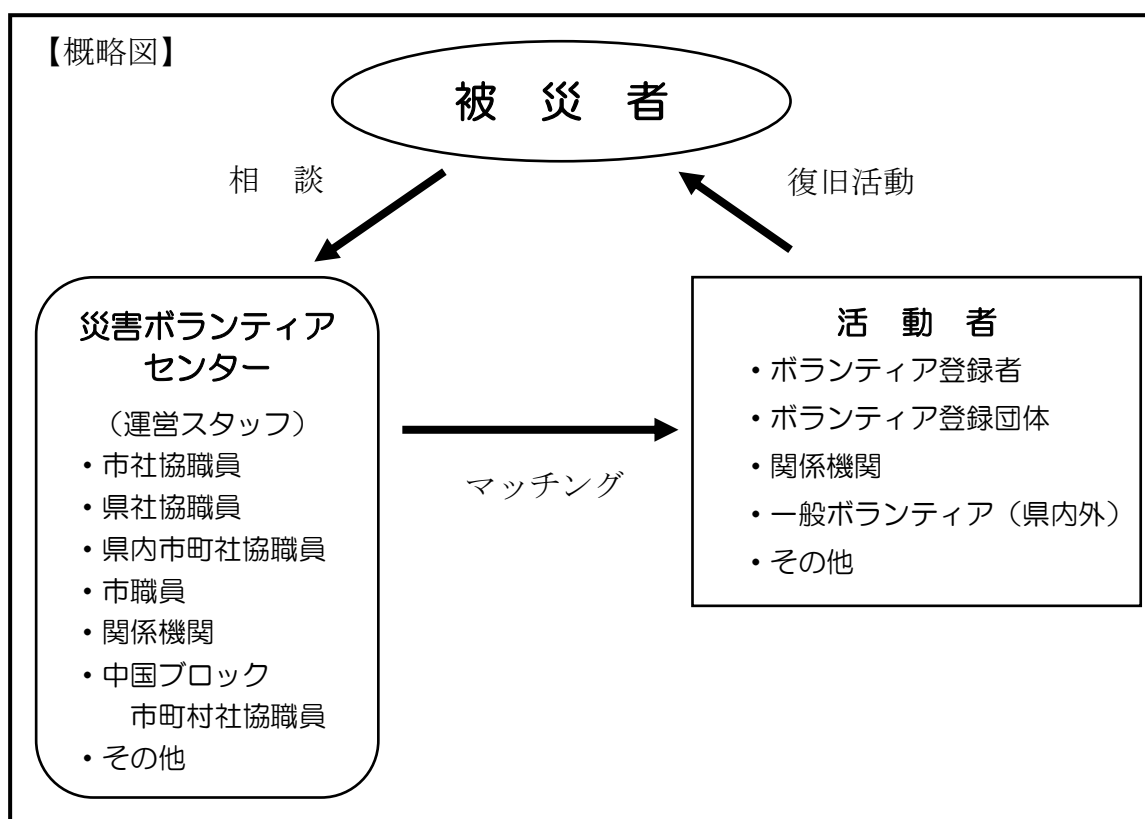 【概略図】
被 災 者
相 談
復旧活動
災害ボランティア
センター
（運営スタッフ）
・市社協職員
・県社協職員
・県内市町社協職員
・市職員
・関係機関
・中国ブロック
市町村社協職員
・その他
マッチング
活 動 者
・ボランティア登録者
・ボランティア登録団体
・関係機関
・一般ボランティア（県内外）
・その他